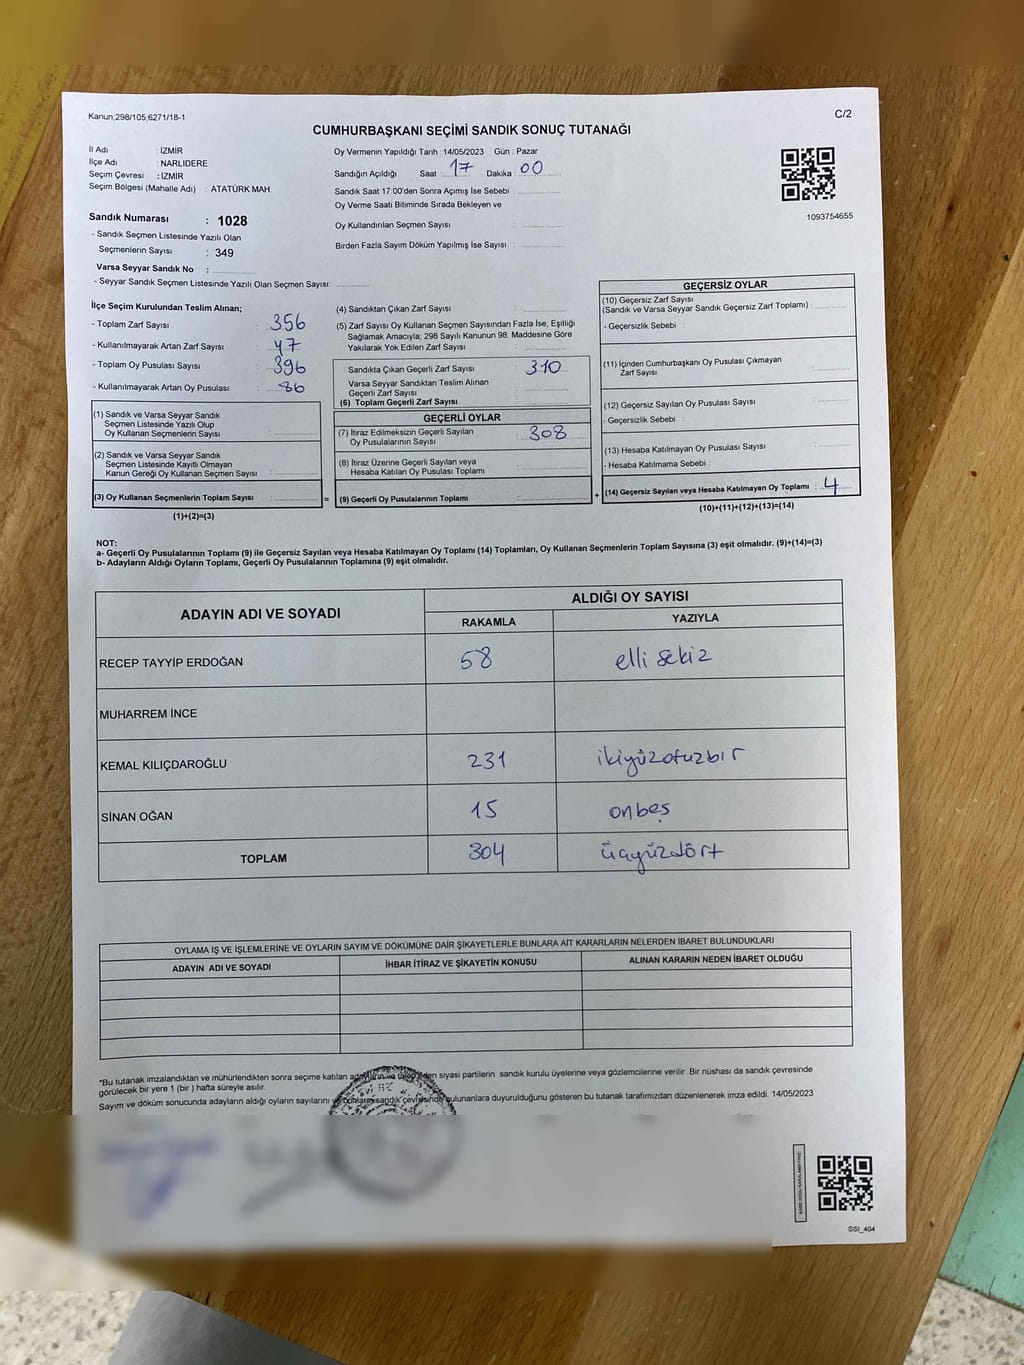 Kanun;298/105,6271/18-1
C/2
CUMHURBAŞKANI SEÇİMİ SANDIK SONUÇ TUTANAĞI
İl Adı : İZMİR
İlçe Adı : NARLIDERE
Seçim Çevresi : İZMİR
Seçim Bölgesi (Mahalle Adı) : ATATÜRK MAH.
Sandık Numarası : 1028
- Sandık Seçmen Listesinde Yazılı Olan
Seçmenlerin Sayısı : 349
Varsa Seyyar Sandık No :
- Seyyar Sandık Seçmen Listesinde Yazılı Olan Seçmen Sayısı:
Oy Vermenin Yapıldığı Tarih : 14/05/2023 Gün : Pazar
Sandığın Açıldığı Saat 17 Dakika : 00
Sandık Saat 17:00'den Sonra Açımış İse Sebebi :
Oy Verme Saati Bitiminde Sırada Bekleyen ve
Oy Kullandırılan Seçmen Sayısı :
Birden Fazla Sayım Döküm Yapılmış İse Sayısı :
1093754655
İlçe Seçim Kurulundan Teslim Alınan;
- Toplam Zarf Sayısı : 356
- Kullanılmayarak Artan Zarf Sayısı : 47
- Toplam Oy Pusulası Sayısı : 396
- Kullanılmayarak Artan Oy Pusulası : 86
(1) Sandık ve Varsa Seyyar Sandık
Seçmen Listesinde Yazılı Olup
Oy Kullanan Seçmenlerin Sayısı :
(2) Sandık ve Varsa Seyyar Sandık
Seçmen Listesinde Kayıtlı Olmayan
Kanun Gereği Oy Kullanan Seçmen Sayısı :
(3) Oy Kullanan Seçmenlerin Toplam Sayısı : =
(1)+(2)=(3)
(4) Sandıktan Çıkan Zarf Sayısı :
(5) Zarf Sayısı Oy Kullanan Seçmen Sayısından Fazla İse, Eşitliği
Sağlamak Amacıyla; 298 Sayılı Kanunun 98. Maddesine Göre
Yakılarak Yok Edilen Zarf Sayısı :
Sandıkta Çıkan Geçerli Zarf Sayısı : 310
Varsa Seyyar Sandıktan Teslim Alınan
Geçerli Zarf Sayısı :
(6) Toplam Geçerli Zarf Sayısı :
GEÇERLİ OYLAR
(7) İtiraz Edilmeksizin Geçerli Sayılan
Oy Pusulalarının Sayısı : 308
(8) İtiraz Üzerine Geçerli Sayılan veya
Hesaba Katılan Oy Pusulası Toplamı :
(9) Geçerli Oy Pusulalarının Toplamı : +
GEÇERSİZ OYLAR
(10) Geçersiz Zarf Sayısı
(Sandık ve Varsa Seyyar Sandık Geçersiz Zarf Toplamı) :
- Geçersizlik Sebebi :
(11) İçinden Cumhurbaşkanı Oy Pusulası Çıkmayan
Zarf Sayısı :
(12) Geçersiz Sayılan Oy Pusulası Sayısı :
- Geçersizlik Sebebi :
(13) Hesaba Katılmayan Oy Pusulası Sayısı :
- Hesaba Katılmama Sebebi :
(14) Geçersiz Sayılan veya Hesaba Katılmayan Oy Toplamı : 4
(10)+(11)+(12)+(13)=(14)
NOT:
a- Geçerli Oy Pusulalarının Toplamı (9) ile Geçersiz Sayılan veya Hesaba Katılmayan Oy Toplamı (14) Toplamları, Oy Kullanan Seçmenlerin Toplam Sayısına (3) eşit olmalıdır. (9)+(14)=(3)
b- Adayların Aldığı Oyların Toplamı, Geçerli Oy Pusulalarının Toplamına (9) eşit olmalıdır.
ADAYIN ADI VE SOYADI
ALDIĞI OY SAYISI
RAKAMLA YAZIYLA
RECEP TAYYİP ERDOĞAN 58 elli sekiz
MUHARREM İNCE
KEMAL KILIÇDAROĞLU 231 ikiyüzotuzbir
SİNAN OĞAN 15 onbeş
TOPLAM 304 üçyüzdört
OYLAMA İŞ VE İŞLEMLERİNE VE OYLARIN SAYIM VE DÖKÜMÜNE DAİR ŞİKAYETLERLE BUNLARA AİT KARARLARIN NELERDEN İBARET BULUNDUKLARI
ADAYIN ADI VE SOYADI İHBAR İTİRAZ VE ŞİKAYETİN KONUSU ALINAN KARARIN NEDEN İBARET OLDUĞU
*Bu tutanak imzalandıktan ve mühürlendikten sonra seçime katılan siyasi partilerin sandık kurulu üyelerine veya gözlemcilerine verilir .Bir nüshası da sandık çevresinde
görülecek bir yere 1 (bir ) hafta süreyle asılır.
Sayım ve döküm sonucunda adayların aldığı oyların sayılarını sandık çevresinde bulunanlara duyurulduğunu gösteren bu tutanak tarafımızdan düzenlenerek imza edildi. 14/05/2023
SSI_404